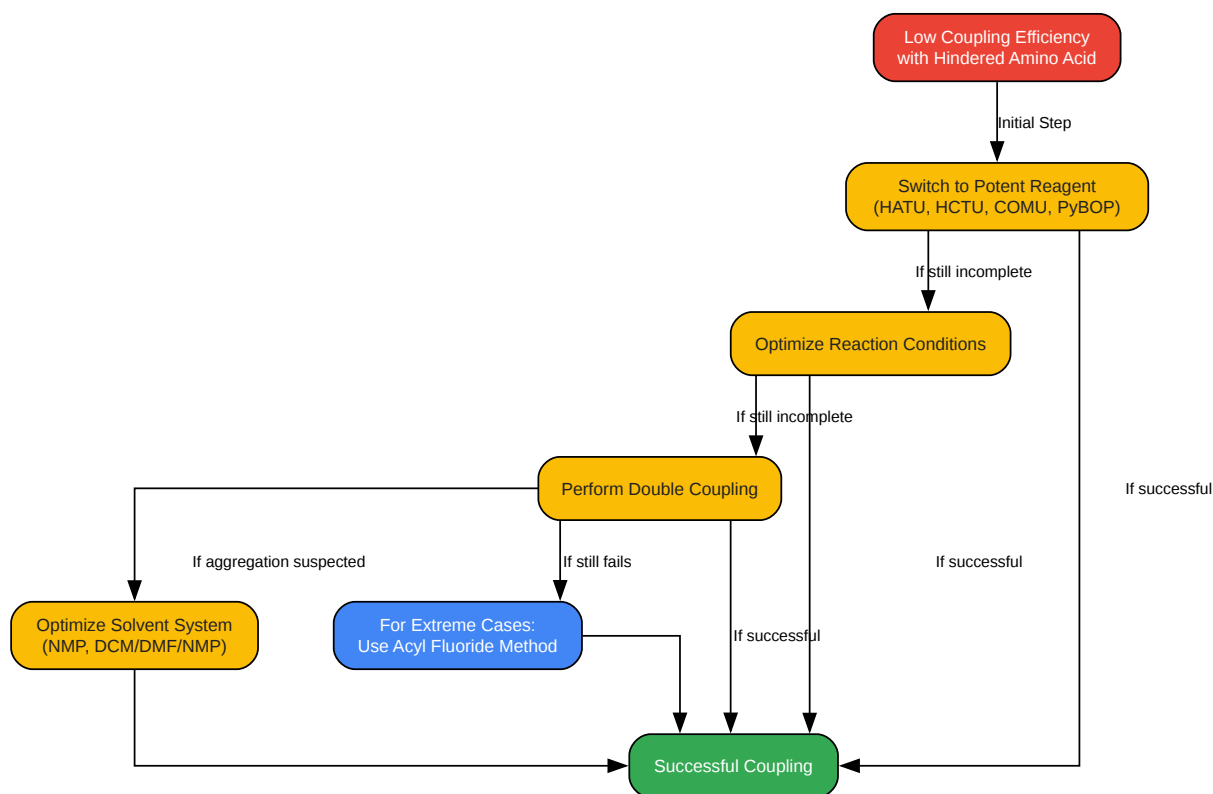 Low Coupling Efficiency
with Hindered Amino Acid
Initial Step
Switch to Potent Reagent
(HATU, HCTU, COMU, PyBOP)
If still incomplete
Optimize Reaction Conditions
If still incomplete
Perform Double Coupling
If successful
If aggregation suspected
If still fails
If successful
Optimize Solvent System
(NMP, DCM/DMF/NMP)
For Extreme Cases:
Use Acyl Fluoride Method
If successful
Successful Coupling